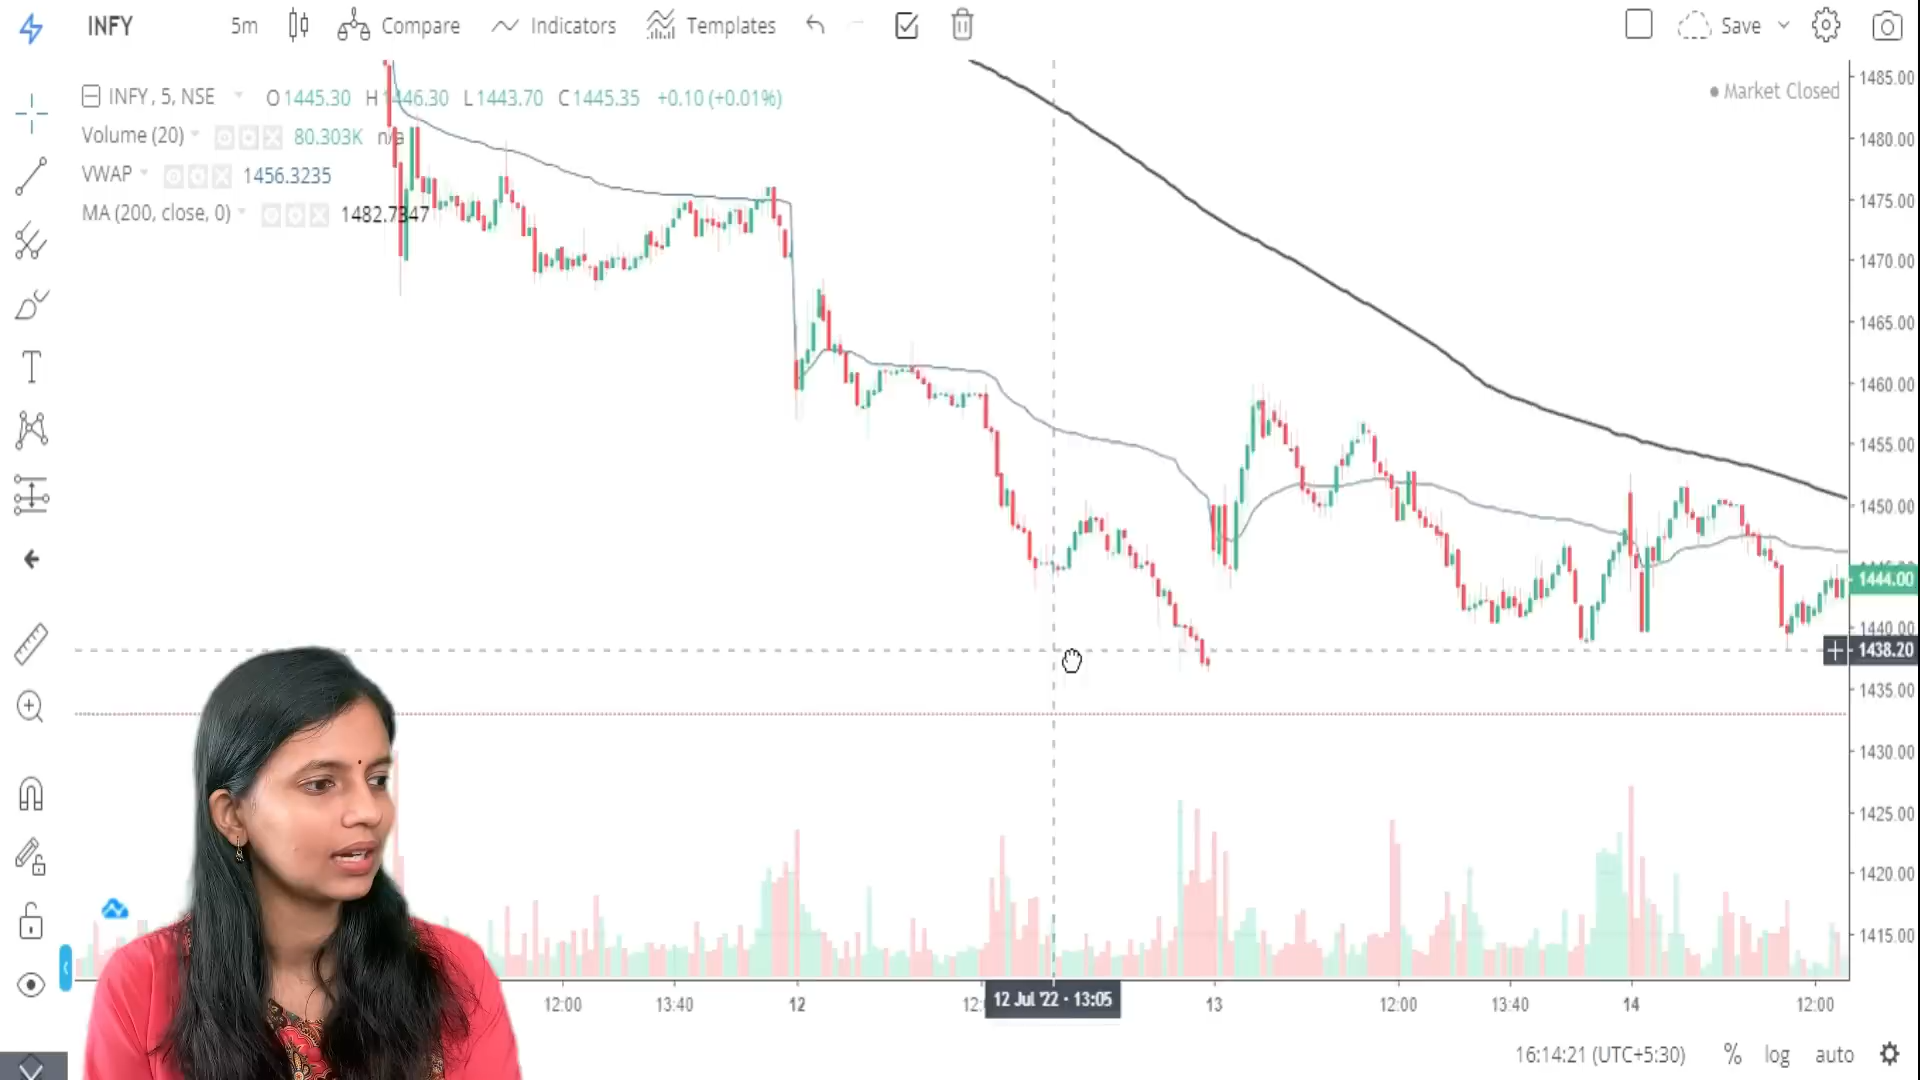 INFY 5m Compare Indicators Templates Save
INFY, 5, NSE O 1445.30 H 1446.30 L 1443.70 C 1445.35 +0.10 (+0.01%)
Market Closed
Volume (20) 80.303K n/a
VWAP 1456.3235
MA (200, close, 0) 1482.7347
1485.00
1480.00
1475.00
1470.00
1465.00
1460.00
1455.00
1450.00
1444.00
1440.00
1438.20
1435.00
1430.00
1425.00
1420.00
1415.00
12:00 13:40 12 12 Jul '22 · 13:05 13 12:00 13:40 14 12:00
16:14:21 (UTC+5:30) % log auto